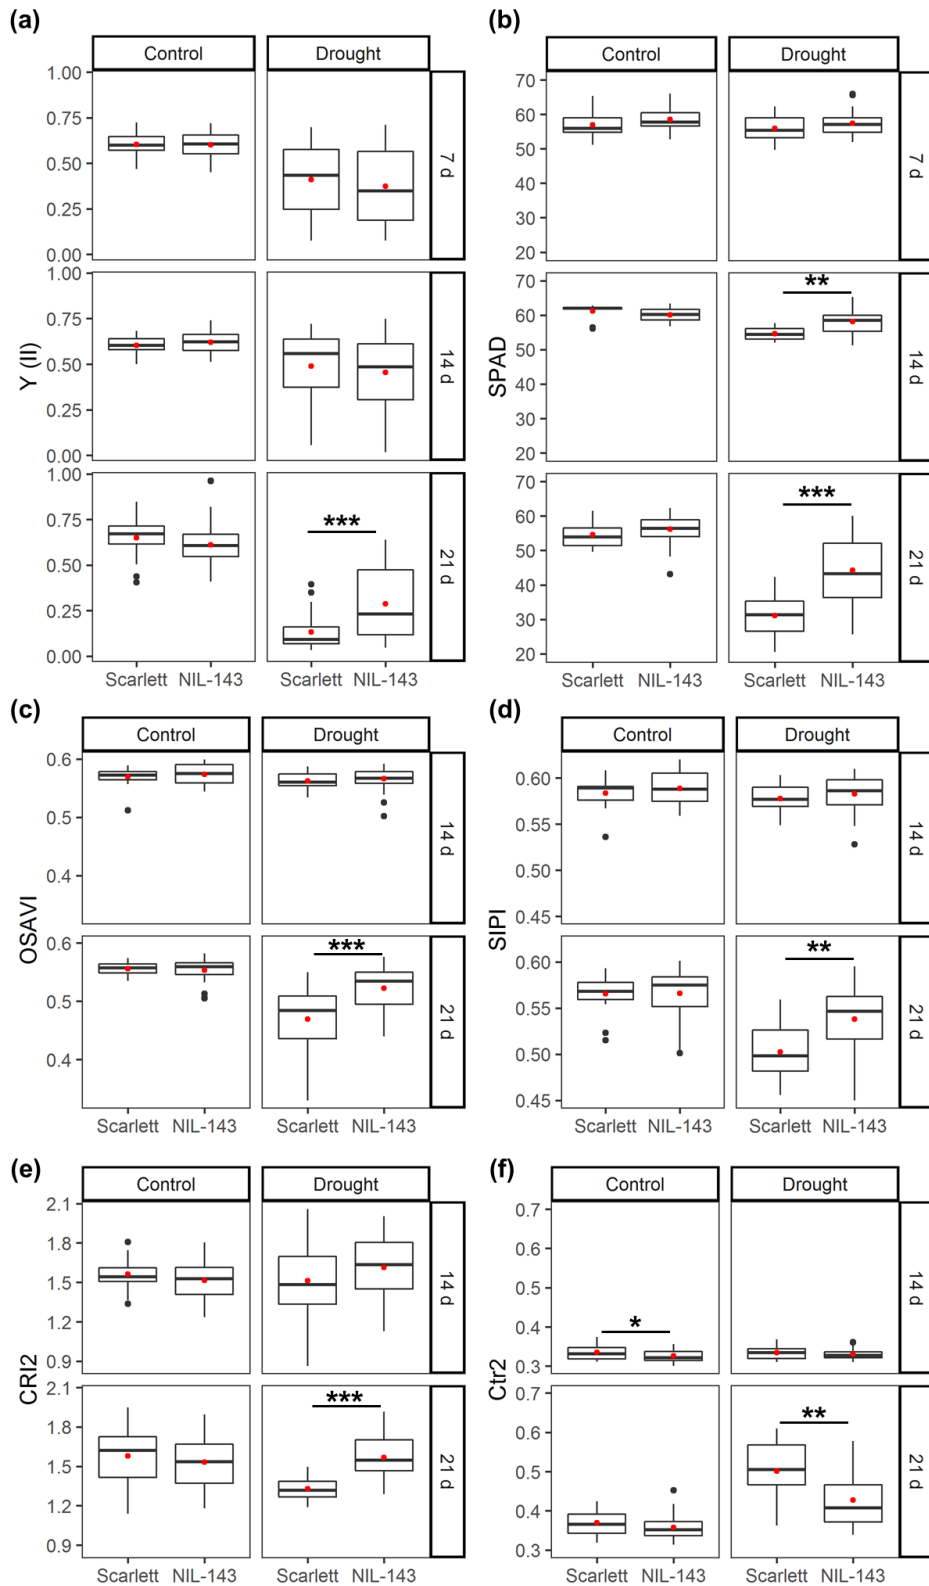 (a)
Control Drought
1.00
0.75
0.50
0.25
0.00
7 d
1.00
0.75
0.50
0.25
0.00
14 d
Y (II)
1.00
0.75
0.50
0.25
0.00
***
21 d
Scarlett NIL-143 Scarlett NIL-143
(b)
Control Drought
70
60
50
40
30
20
7 d
70
60
50
40
30
20
**
14 d
SPAD
70
60
50
40
30
20
***
21 d
Scarlett NIL-143 Scarlett NIL-143
(c)
Control Drought
0.6
0.5
0.4
14 d
OSAVI
0.6
0.5
0.4
***
21 d
Scarlett NIL-143 Scarlett NIL-143
(d)
Control Drought
0.60
0.55
0.50
0.45
14 d
SIPI
0.60
0.55
0.50
0.45
**
21 d
Scarlett NIL-143 Scarlett NIL-143
(e)
Control Drought
2.1
1.8
1.5
1.2
0.9
14 d
CRI2
2.1
1.8
1.5
1.2
0.9
***
21 d
Scarlett NIL-143 Scarlett NIL-143
(f)
Control Drought
0.7
0.6
0.5
0.4
0.3
*
14 d
Ctr2
0.7
0.6
0.5
0.4
0.3
**
21 d
Scarlett NIL-143 Scarlett NIL-143